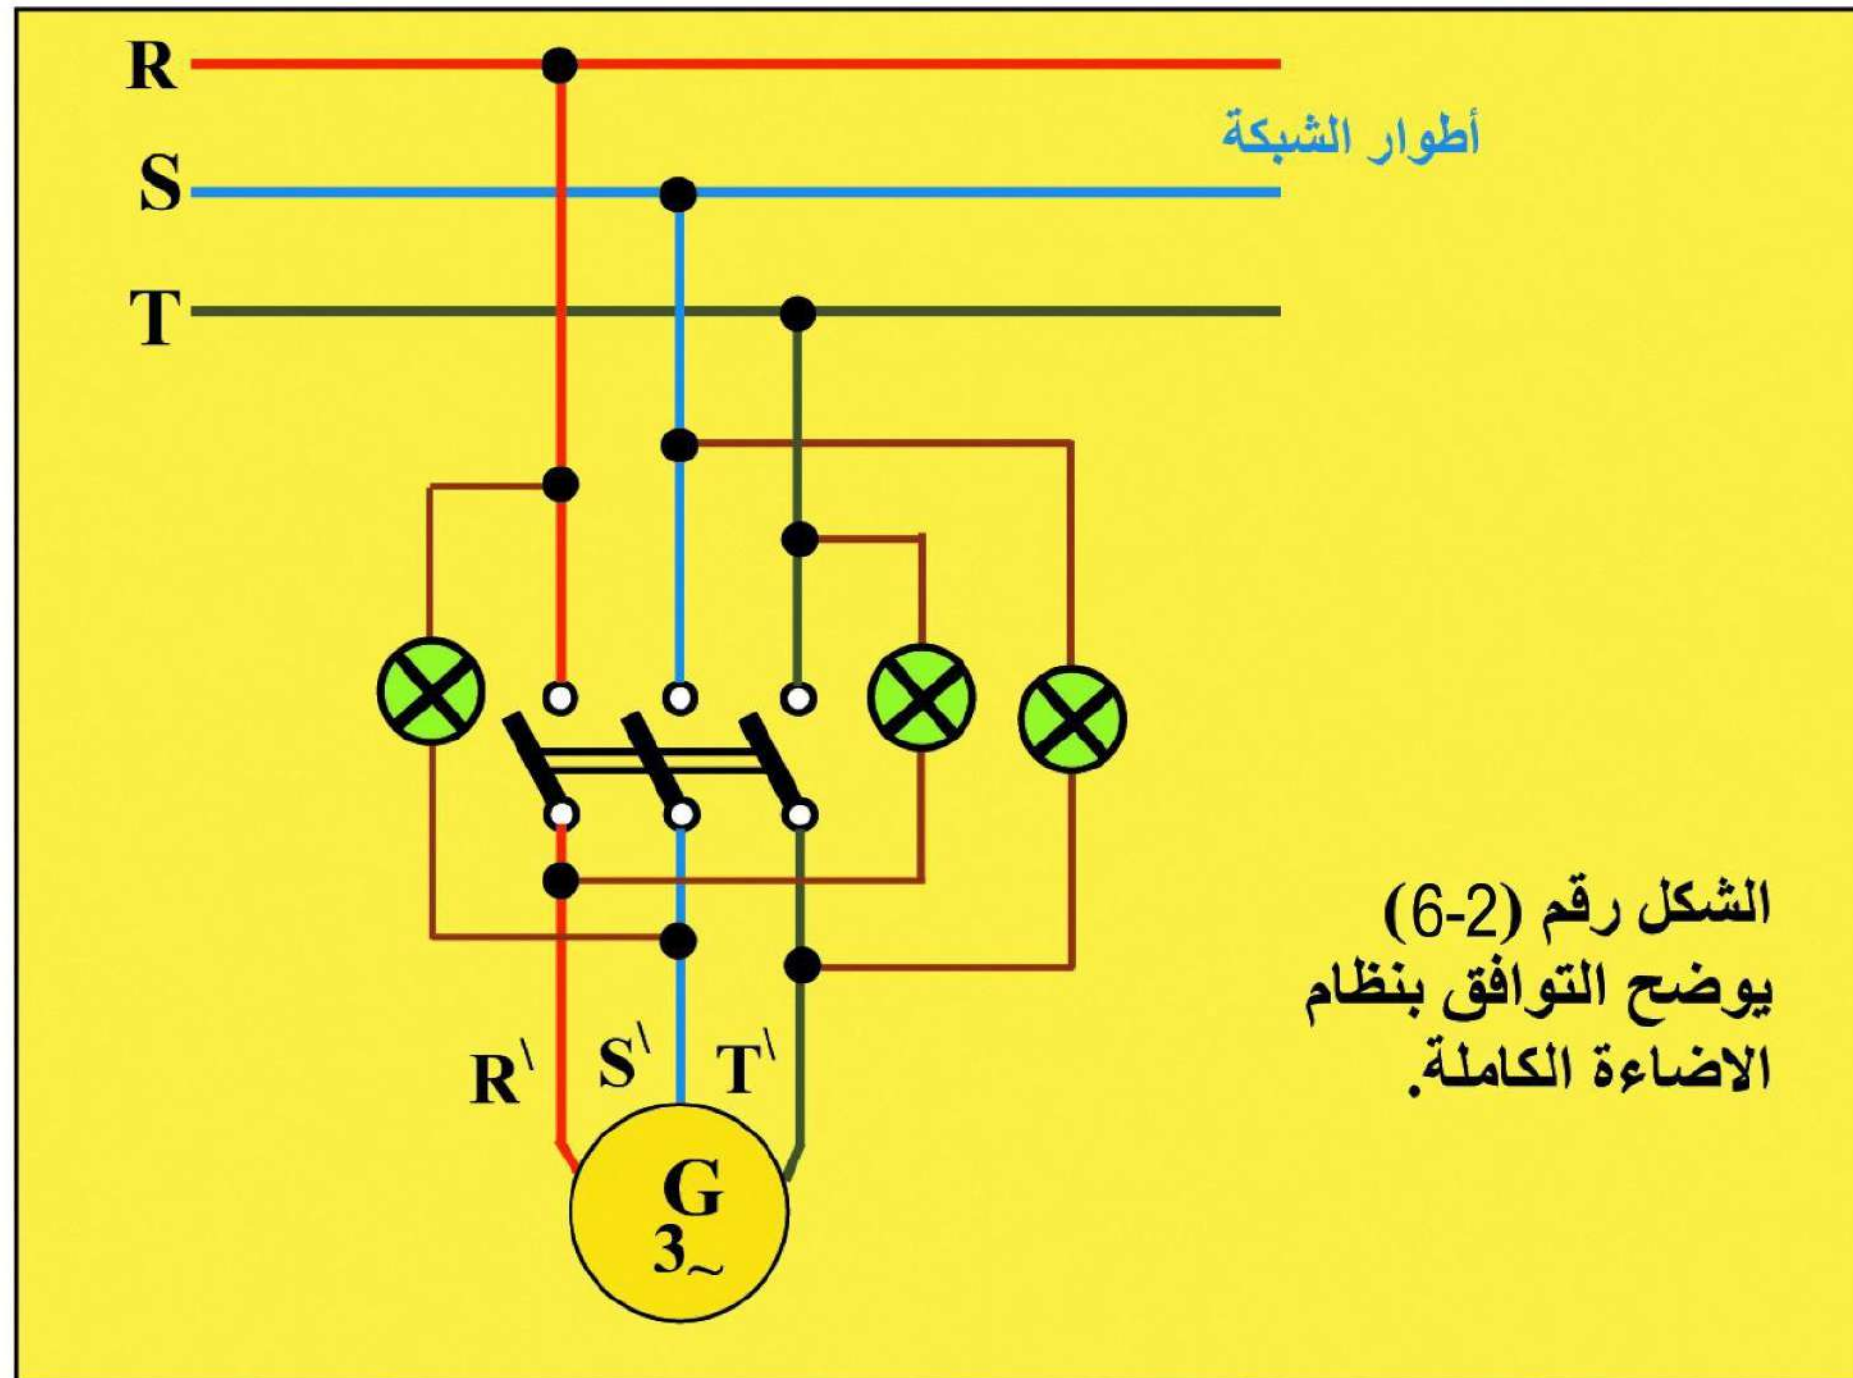 R
أطوار الشبكة
S
T
الشكل رقم (2-6)
يوضح التوافق بنظام
الاضاءة الكاملة.
R\ S\ T\
G
3~